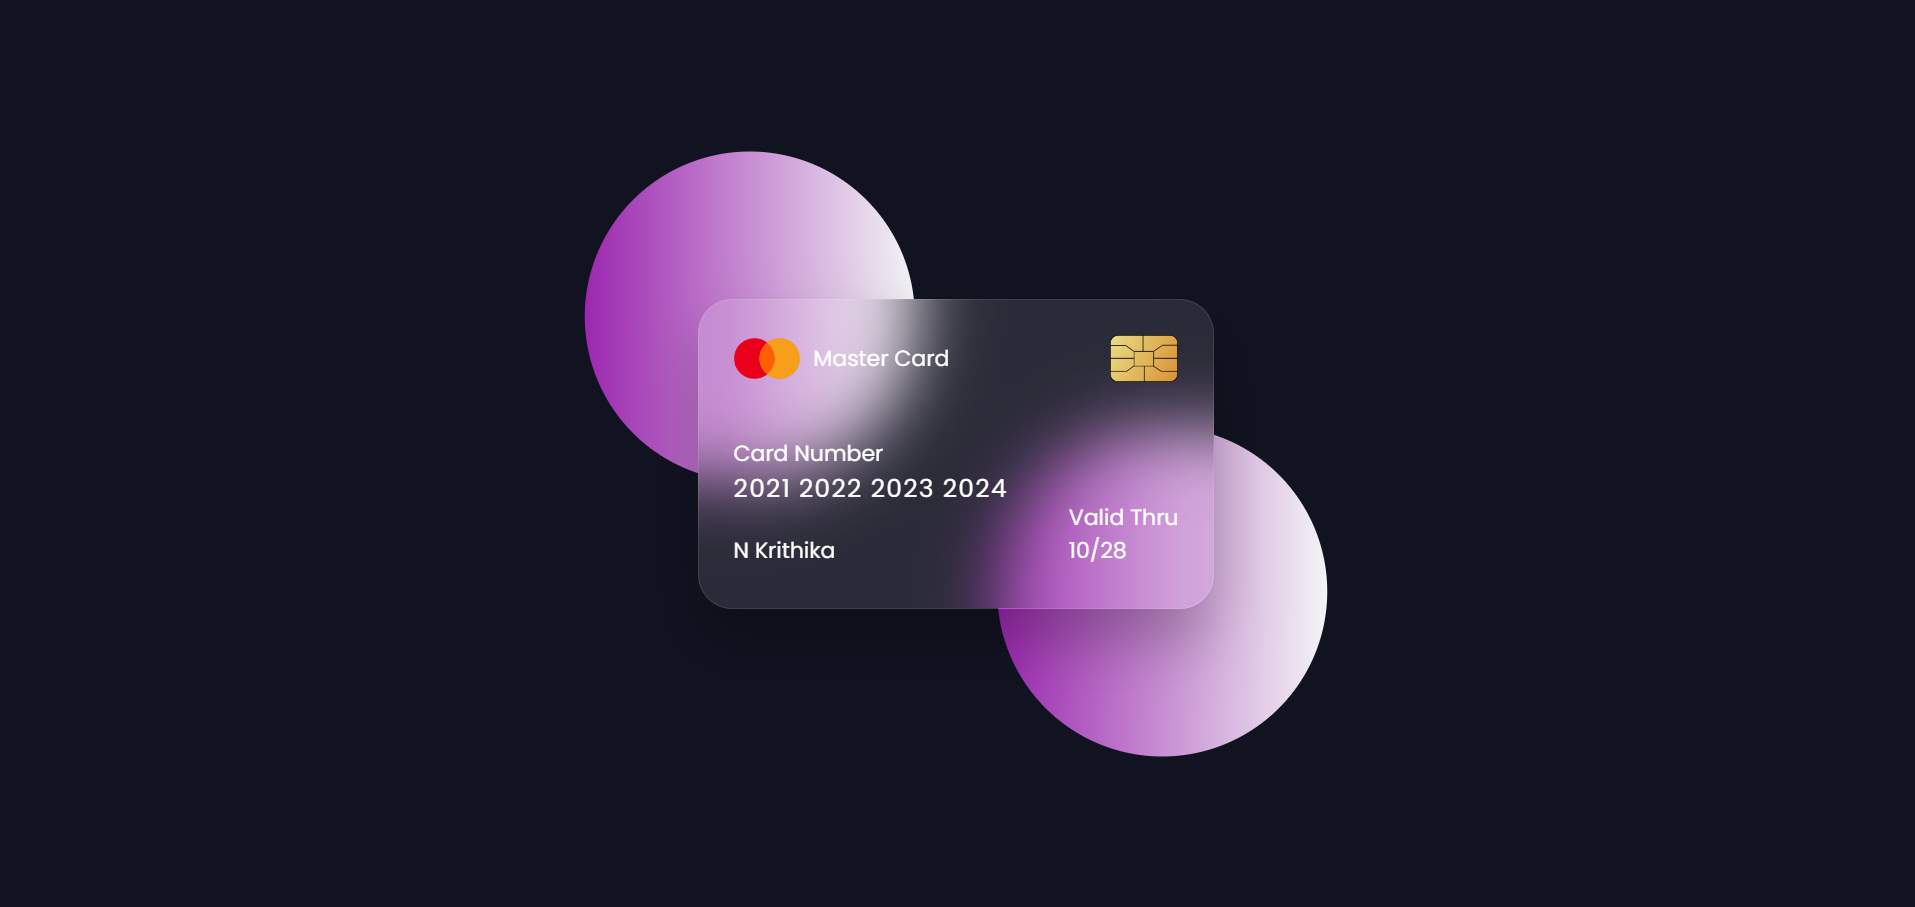 Master Card
Card Number
2021 2022 2023 2024
N Krithika
Valid Thru
10/28